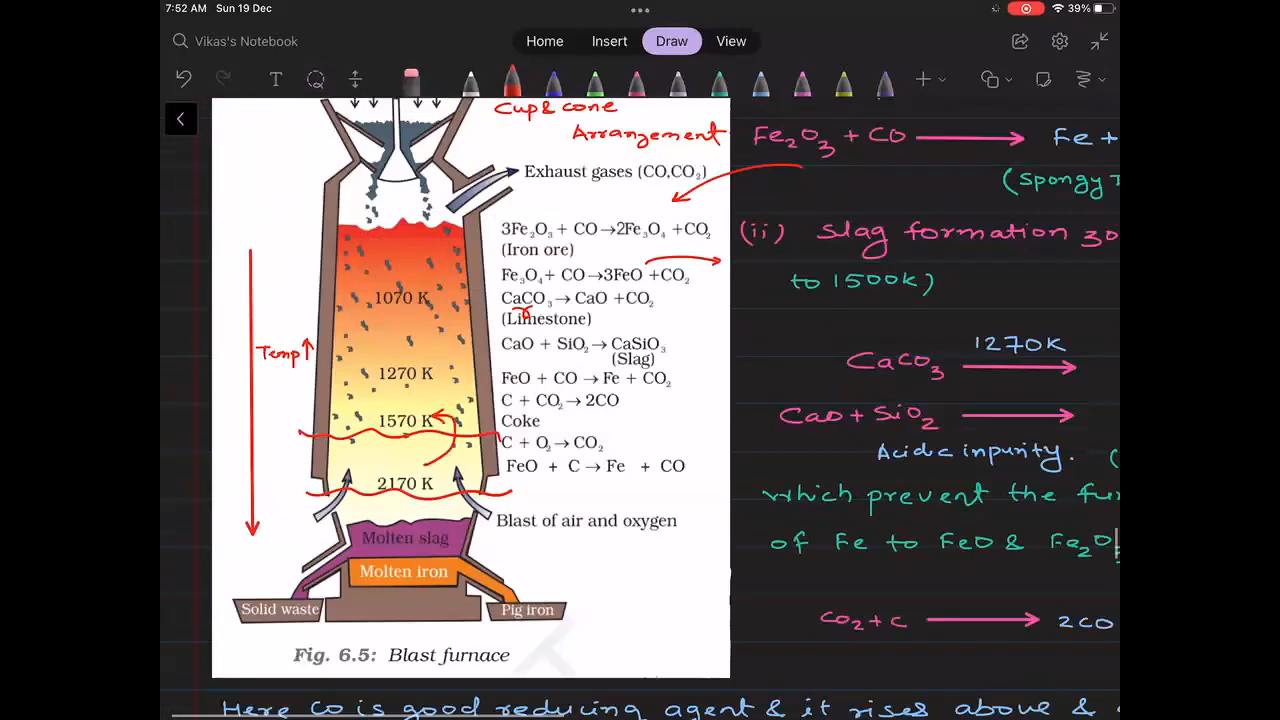 7:52 AM Sun 19 Dec
39%
Vikas's Notebook
Home Insert Draw View
Cup & cone
Arrangement
Exhaust gases (CO,CO₂)
3Fe₂O₃ + CO→2Fe₃O₄ +CO₂
(Iron ore)
Fe₃O₄+ CO→3FeO +CO₂
CaCO₃→ CaO +CO₂
(Limestone)
CaO + SiO₂→ CaSiO₃
(Slag)
FeO + CO → Fe + CO₂
C + CO₂→ 2CO
Coke
C + O₂→ CO₂
FeO + C → Fe + CO
1070 K
1270 K
1570 K
2170 K
Temp ↑
Blast of air and oxygen
Molten slag
Molten iron
Solid waste
Pig iron
Fig. 6.5: Blast furnace
Fe₂O₃ + CO ⟶ Fe +
(spongy
(ii) Slag formation
to 1500K)
CaCO₃ 1270K ⟶
CaO + SiO₂ ⟶
Acidic inpurity. (
which prevent the
of Fe to FeO & Fe₂O
CO₂ + C ⟶ 2CO
Here CO is good reducing agent & it rises above &